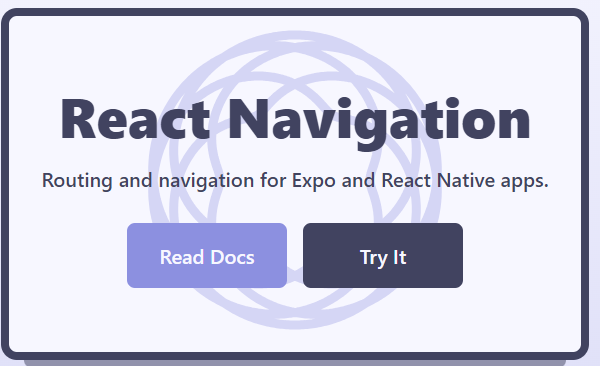 React Navigation
Routing and navigation for Expo and React Native apps.
Read Docs
Try It